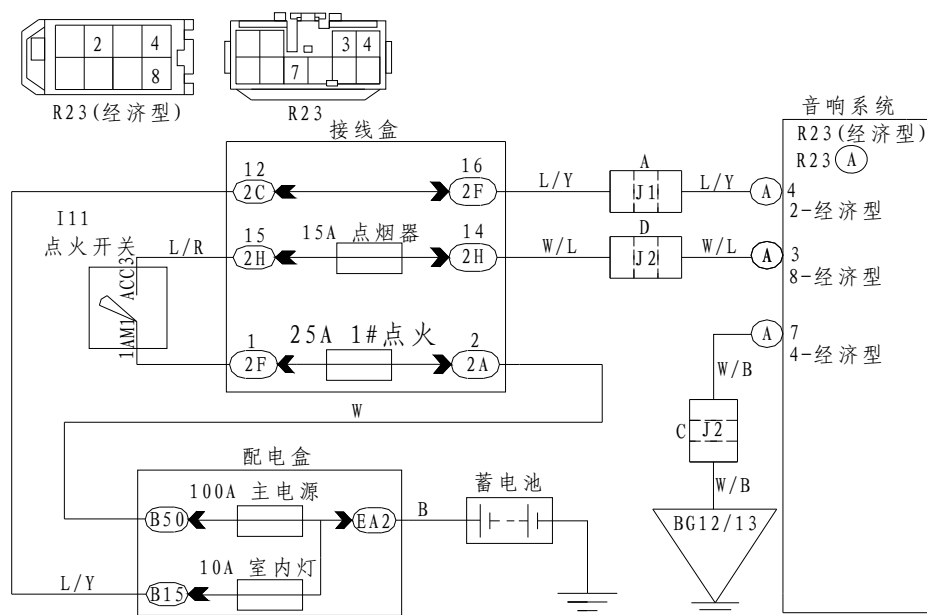 2 4
8
R23(经济型)
3 4
7
R23
接线盒
音响系统
R23(经济型)
R23 A
12
2C
16
2F
L/Y
A
J1
L/Y
A
4
2-经济型
I11
点火开关
L/R
15
2H
15A 点烟器
14
2H
W/L
D
J2
W/L
A
3
8-经济型
ACC3
1AM1
1
2F
25A 1#点火
2
2A
A
7
4-经济型
W/B
W
C
J2
W/B
BG12/13
配电盒
100A 主电源
B50
EA2
B
蓄电池
10A 室内灯
L/Y
B15